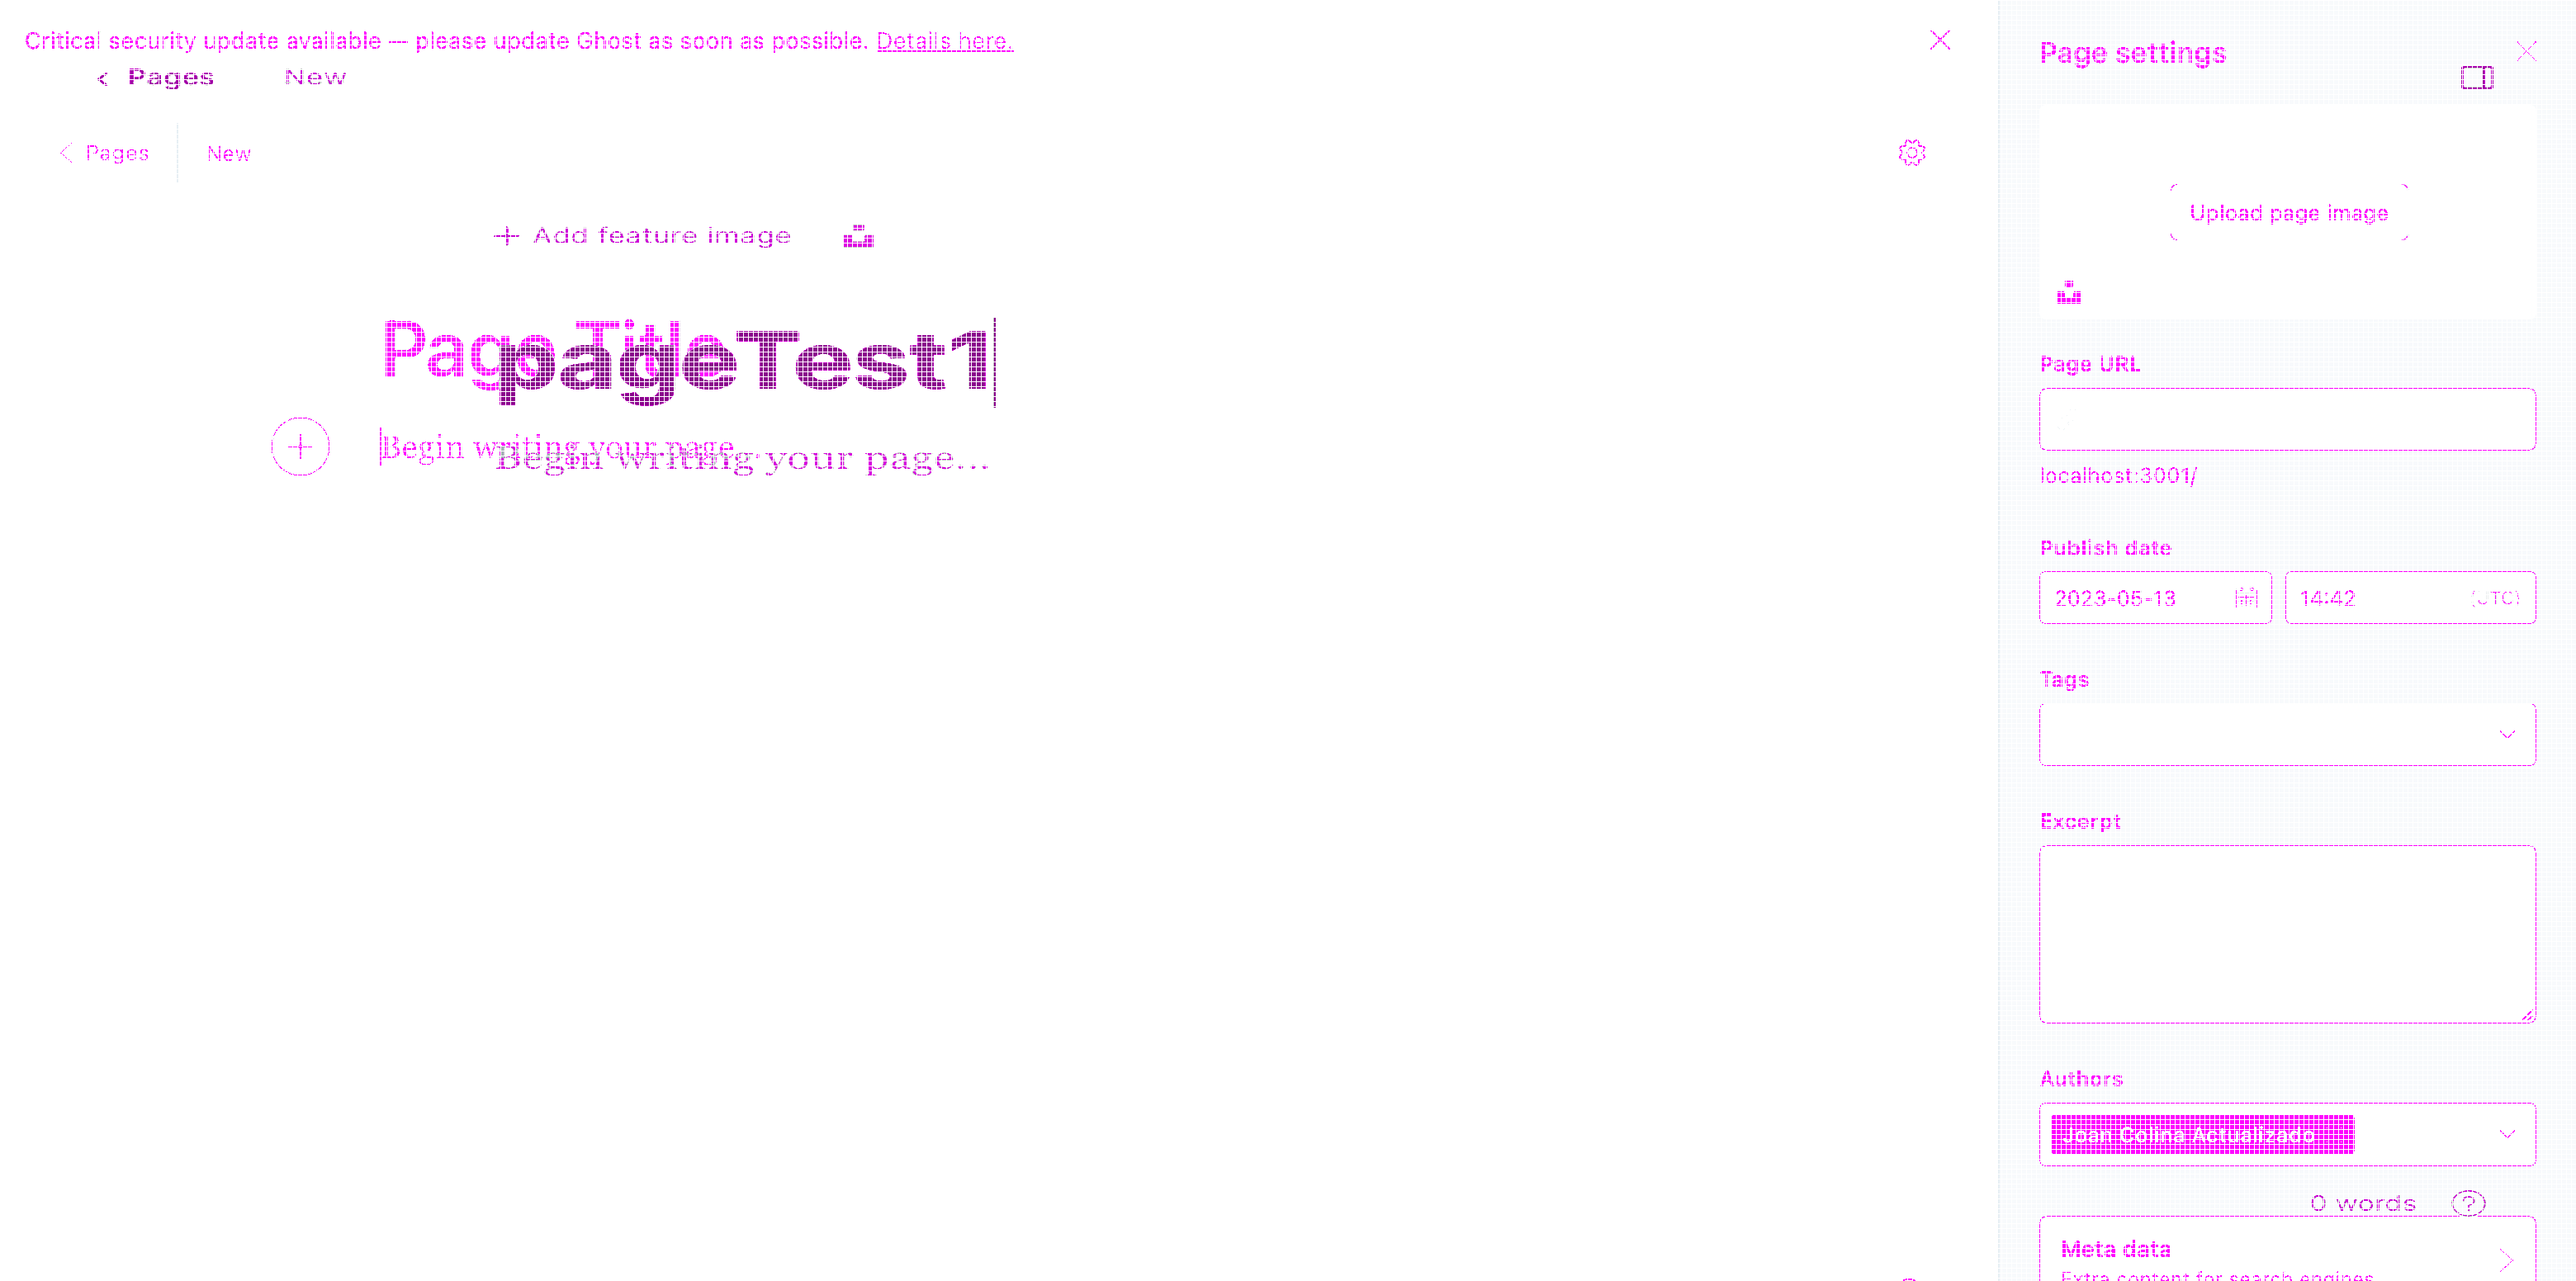 Critical security update available — please update Ghost as soon as possible. Details here.
Pages New
Pages New
Add feature image
Page Title
pageTest1
Begin writing your page...
Begin writing your page...
Page settings
Upload page image
Page URL
localhost:3001/
Publish date
2023-05-13 14:42 (UTC)
Tags
Excerpt
Authors
Joan Colina Actualizado
0 words ?
Meta data
Extra content for search engines